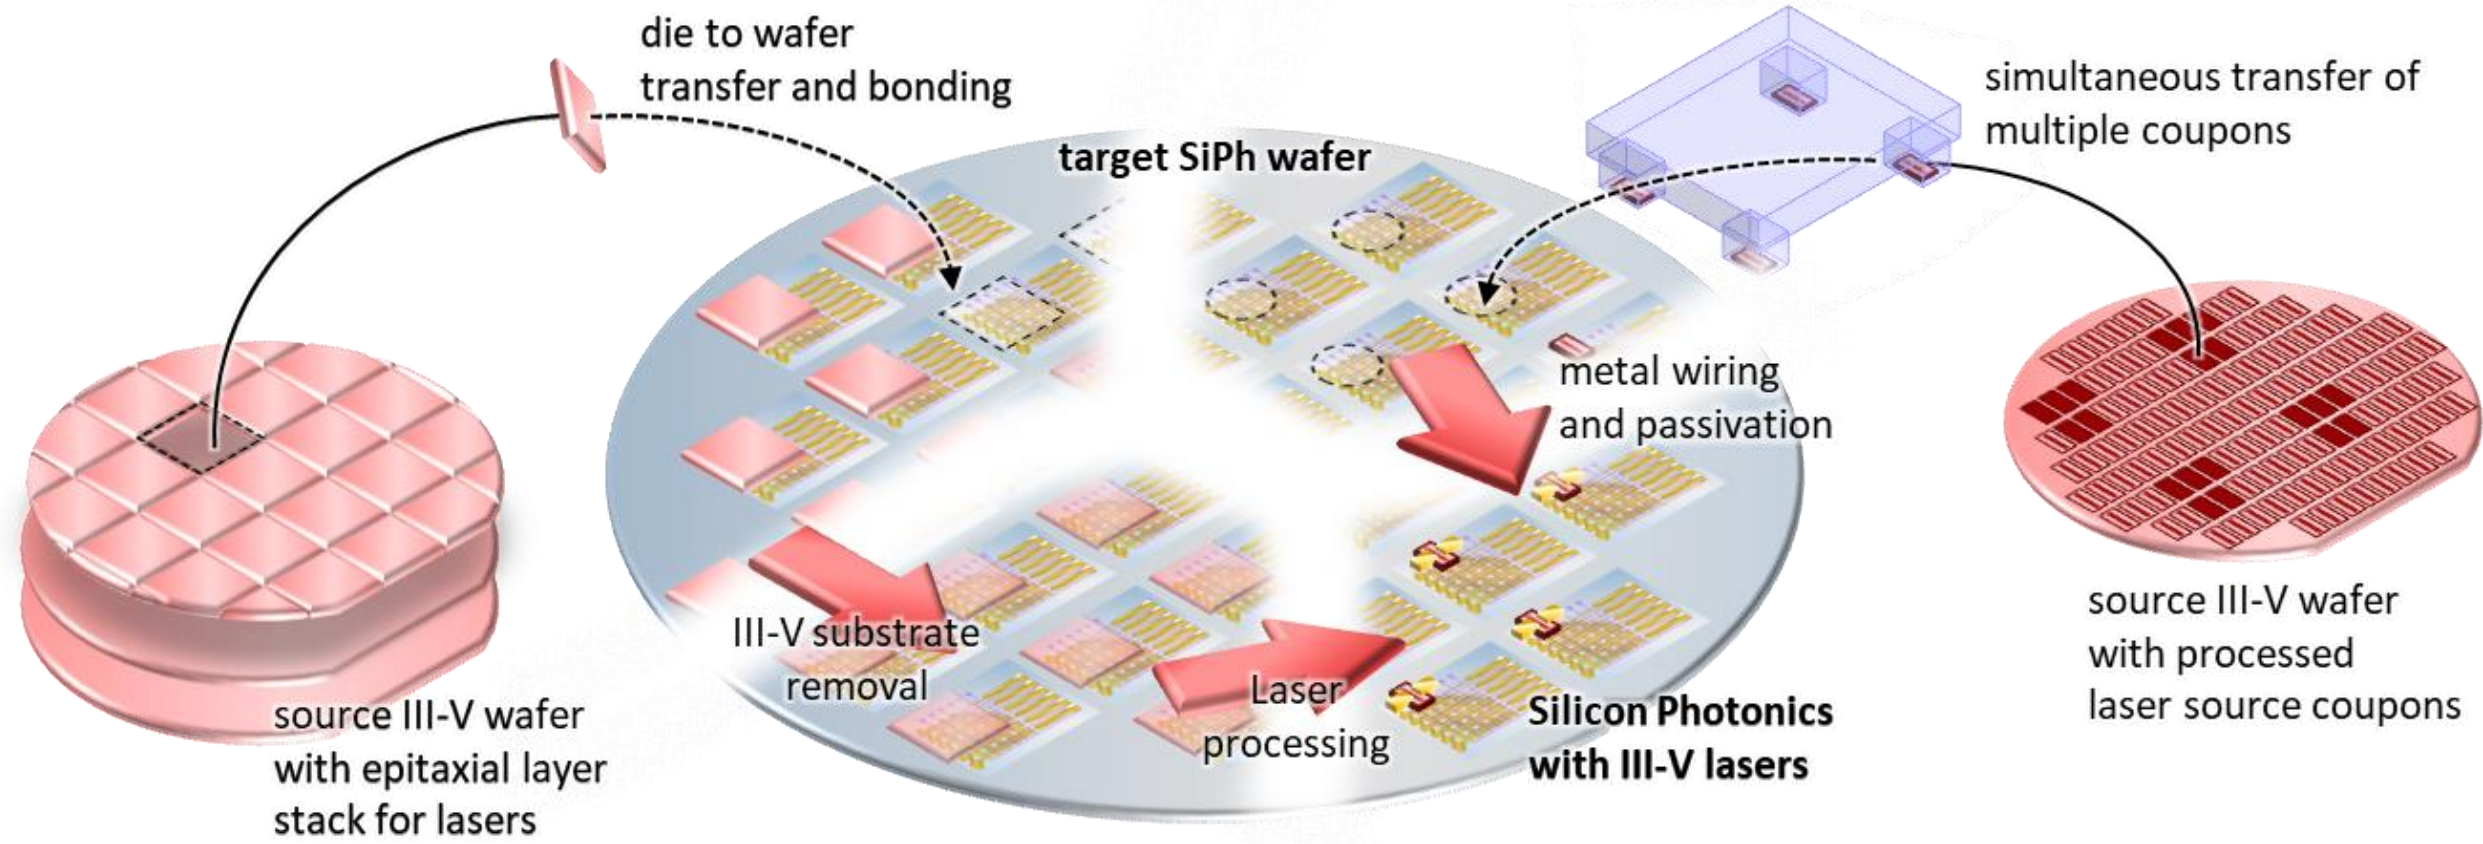 die to wafer
transfer and bonding
target SiPh wafer
simultaneous transfer of
multiple coupons
metal wiring
and passivation
III-V substrate
removal
Laser
processing
Silicon Photonics
with III-V lasers
source III-V wafer
with epitaxial layer
stack for lasers
source III-V wafer
with processed
laser source coupons